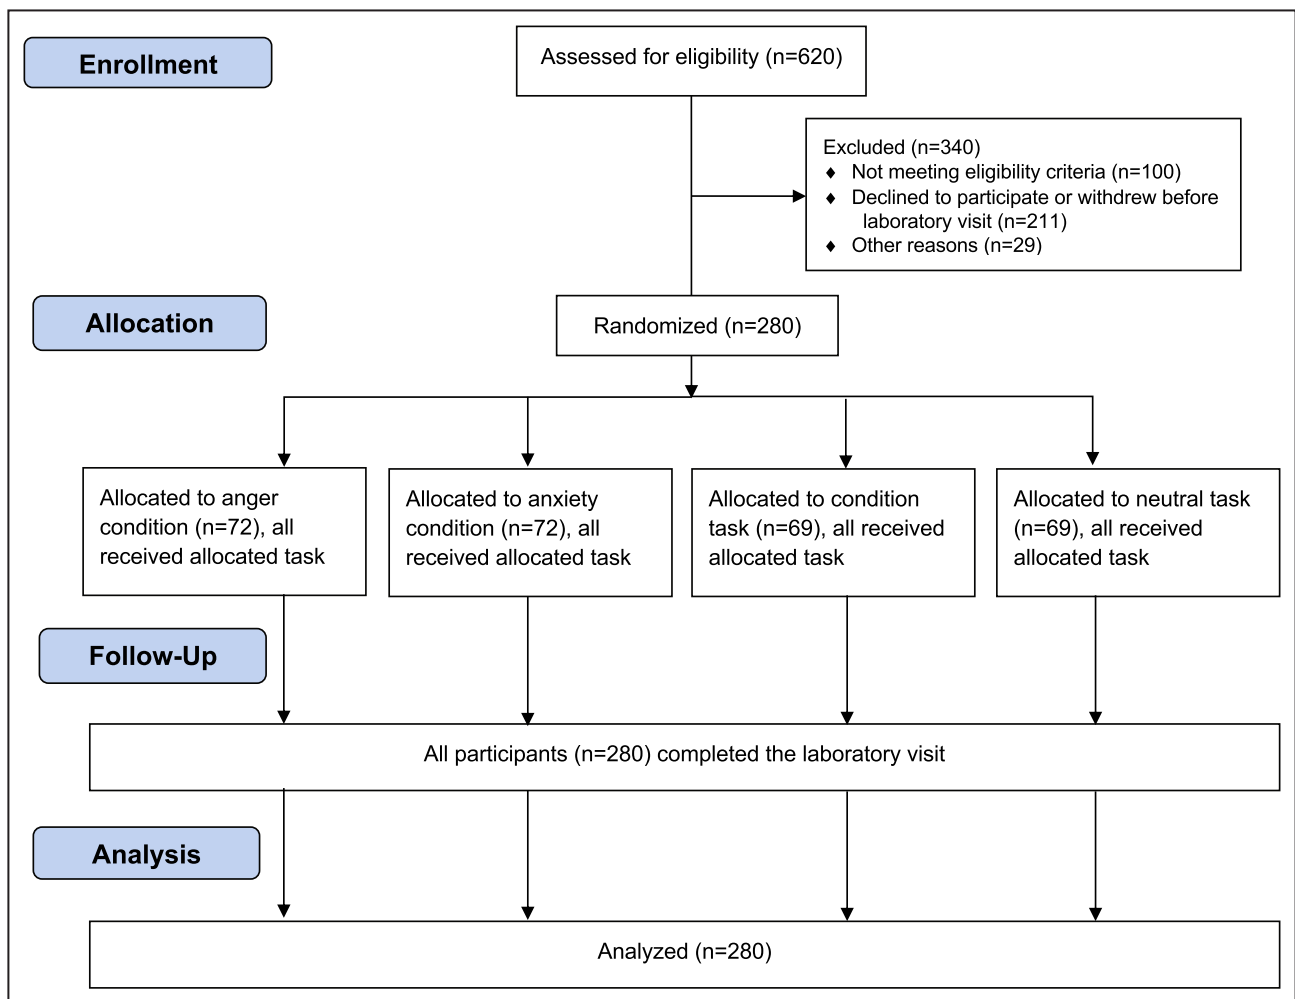 Enrollment
Assessed for eligibility (n=620)
Excluded (n=340)
♦ Not meeting eligibility criteria (n=100)
♦ Declined to participate or withdrew before
laboratory visit (n=211)
♦ Other reasons (n=29)
Allocation
Randomized (n=280)
Allocated to anger
condition (n=72), all
received allocated task
Allocated to anxiety
condition (n=72), all
received allocated task
Allocated to condition
task (n=69), all received
allocated task
Allocated to neutral task
(n=69), all received
allocated task
Follow-Up
All participants (n=280) completed the laboratory visit
Analysis
Analyzed (n=280)